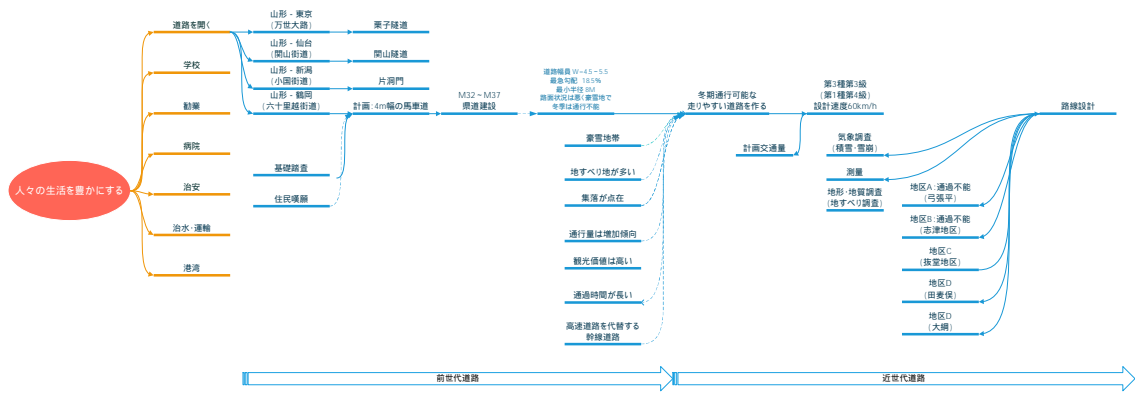 人々の生活を豊かにする
道路を開く
学校
勧業
病院
治安
治水・運輸
港湾
山形 - 東京
（万世大路）
山形 - 仙台
（関山街道）
山形 - 新潟
（小国街道）
山形 - 鶴岡
（六十里越街道）
栗子隧道
関山隧道
片洞門
計画：4m幅の馬車道
基礎踏査
住民嘆願
M32 ~ M37
県道建設
道路幅員 W=4.5~5.5
最急勾配 18.5%
最小半径 8M
路面状況は悪く豪雪地で
冬季は通行不能
豪雪地帯
地すべり地が多い
集落が点在
通行量は増加傾向
観光価値は高い
通過時間が長い
高速道路を代替する
幹線道路
冬期通行可能な
走りやすい道路を作る
計画交通量
第3種第3級
（第1種第4級）
設計速度60km/h
気象調査
（積雪・雪崩）
測量
地形・地質調査
（地すべり調査）
地区A：通過不能
（弓張平）
地区B：通過不能
（志津地区）
地区C
（抜堂地区）
地区D
（田麦俣）
地区D
（大綱）
路線設計
前世代道路
近世代道路